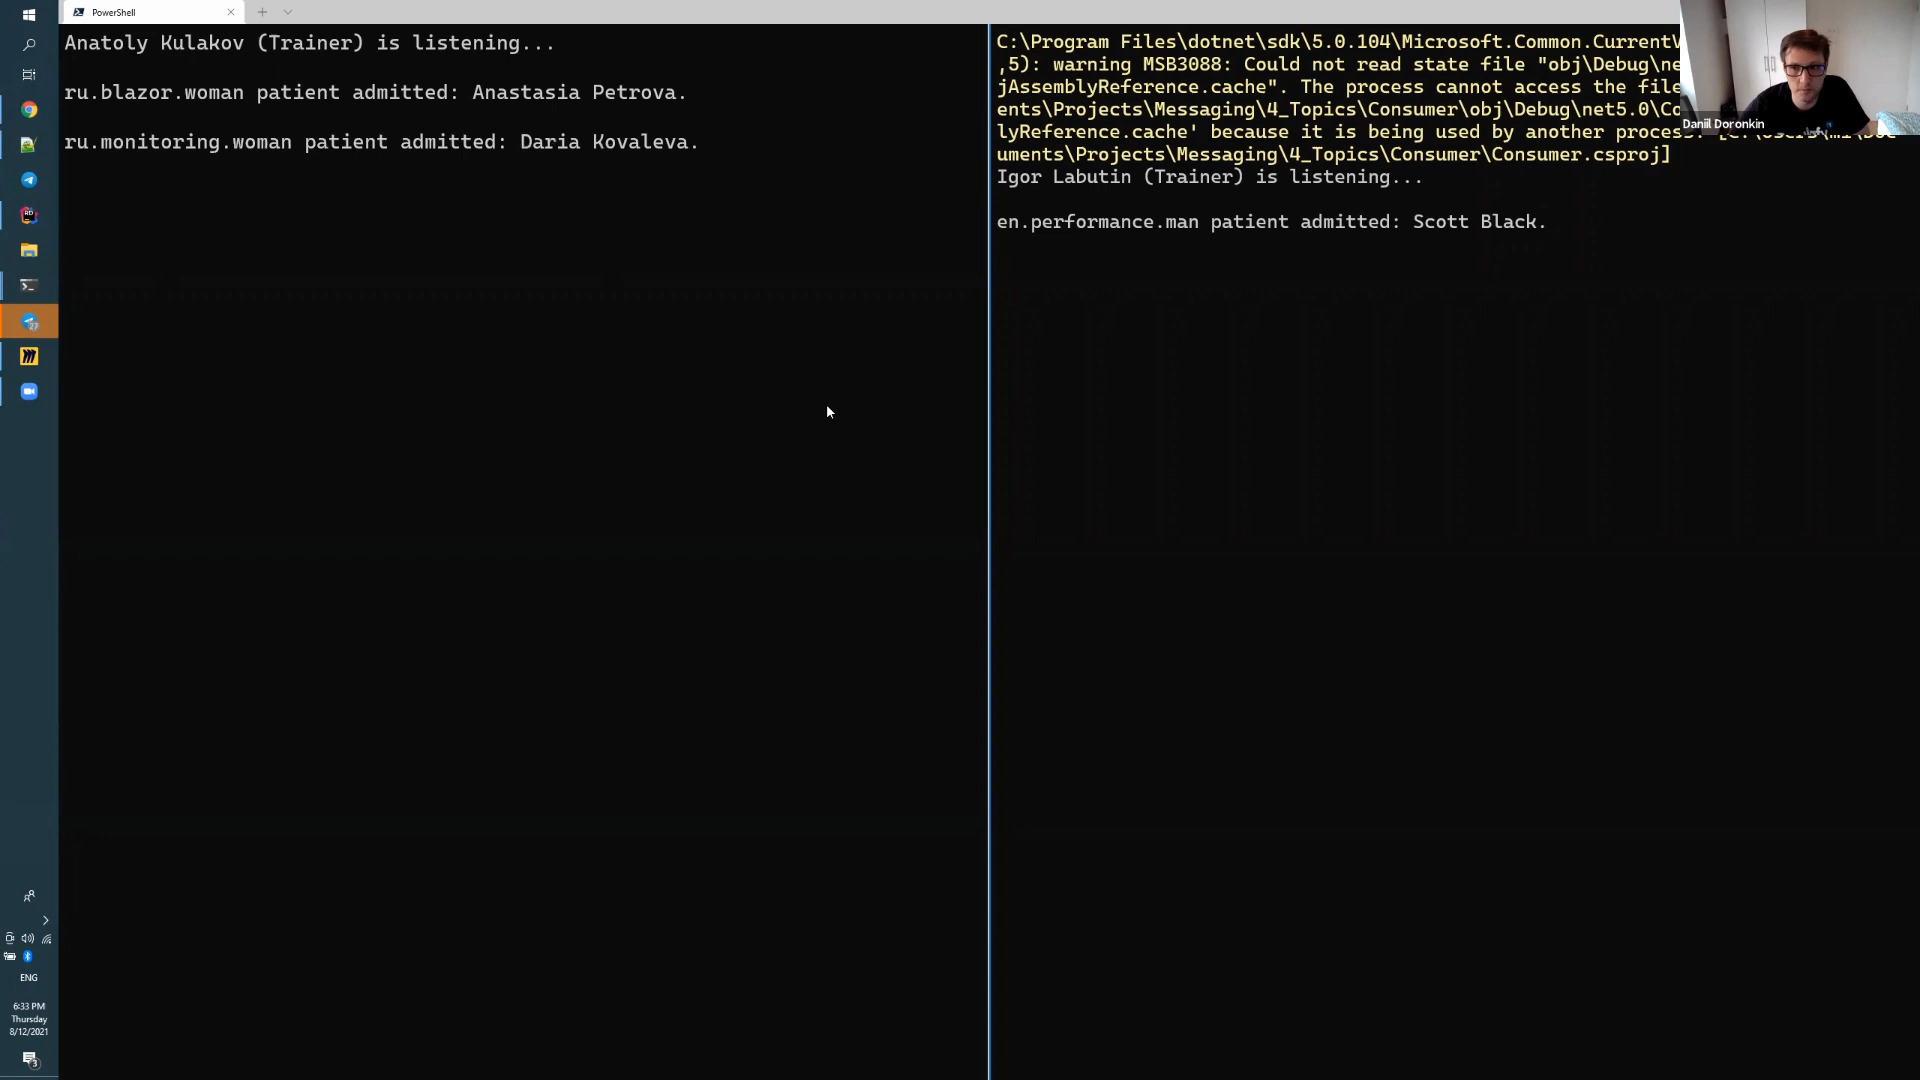 PowerShell
Anatoly Kulakov (Trainer) is listening...
ru.blazor.woman patient admitted: Anastasia Petrova.
ru.monitoring.woman patient admitted: Daria Kovaleva.
C:\Program Files\dotnet\sdk\5.0.104\Microsoft.Common.Current
,5): warning MSB3088: Could not read state file "obj\Debug\ne
jAssemblyReference.cache". The process cannot access the file
ents\Projects\Messaging\4_Topics\Consumer\obj\Debug\net5.0\Co
lyReference.cache' because it is being used by another process.
uments\Projects\Messaging\4_Topics\Consumer\Consumer.csproj]
Igor Labutin (Trainer) is listening...
en.performance.man patient admitted: Scott Black.
Daniil Doronkin
27
ENG
6:33 PM
Thursday
8/12/2021
3